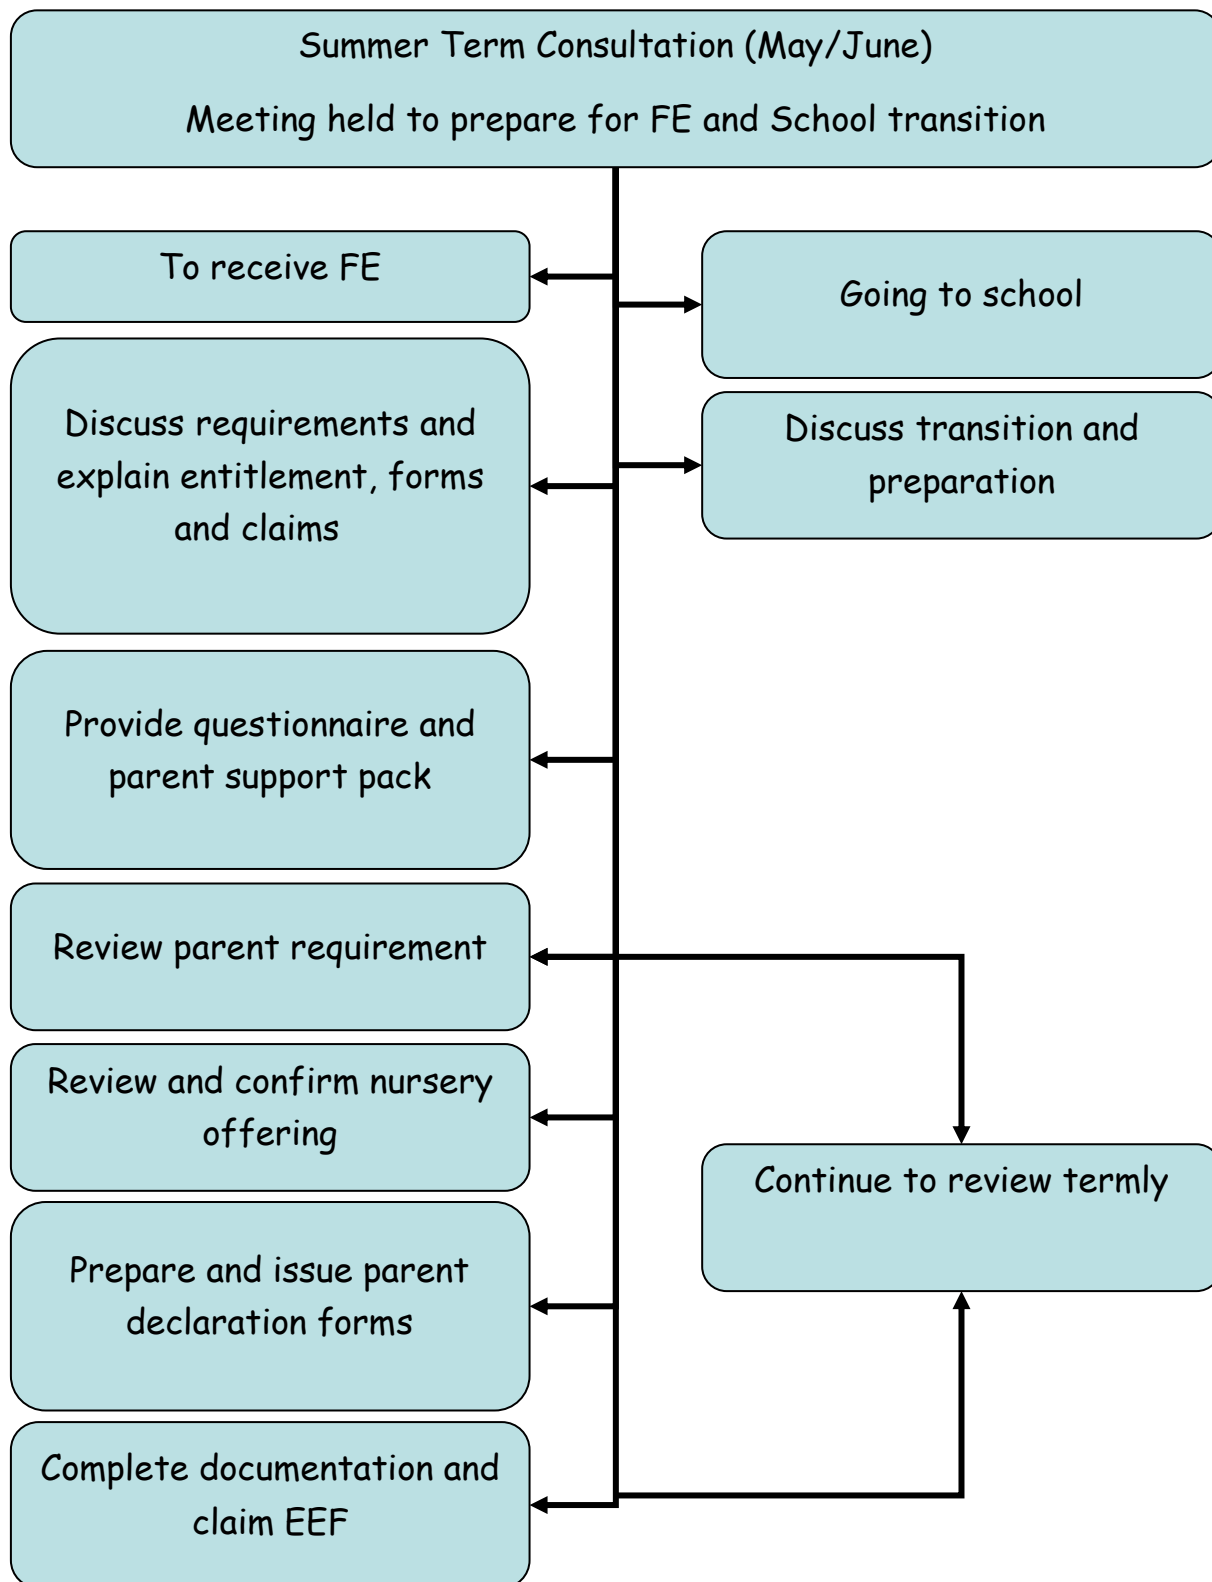 Summer Term Consultation (May/June)
Meeting held to prepare for FE and School transition
To receive FE
Going to school
Discuss requirements and
explain entitlement, forms
and claims
Discuss transition and
preparation
Provide questionnaire and
parent support pack
Review parent requirement
Review and confirm nursery
offering
Continue to review termly
Prepare and issue parent
declaration forms
Complete documentation and
claim EEF